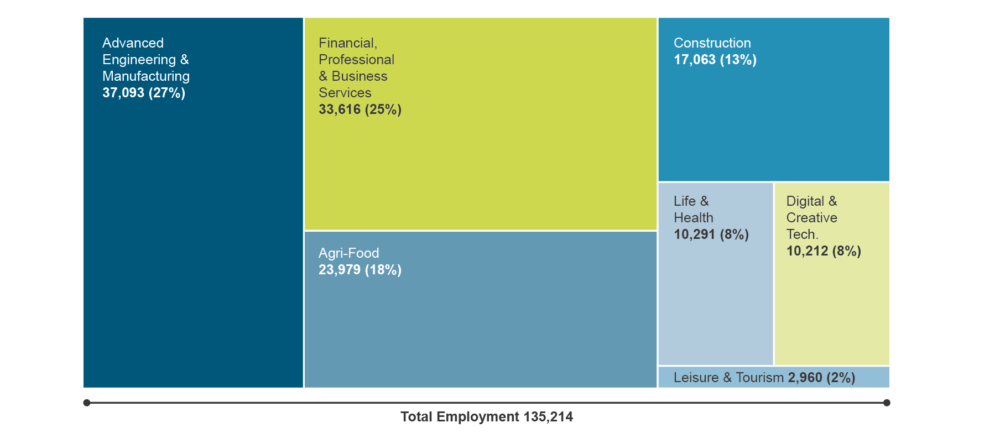 Advanced
Engineering &
Manufacturing
37,093 (27%)
Financial,
Professional
& Business
Services
33,616 (25%)
Agri-Food
23,979 (18%)
Construction
17,063 (13%)
Life &
Health
10,291 (8%)
Digital &
Creative
Tech.
10,212 (8%)
Leisure & Tourism 2,960 (2%)
Total Employment 135,214